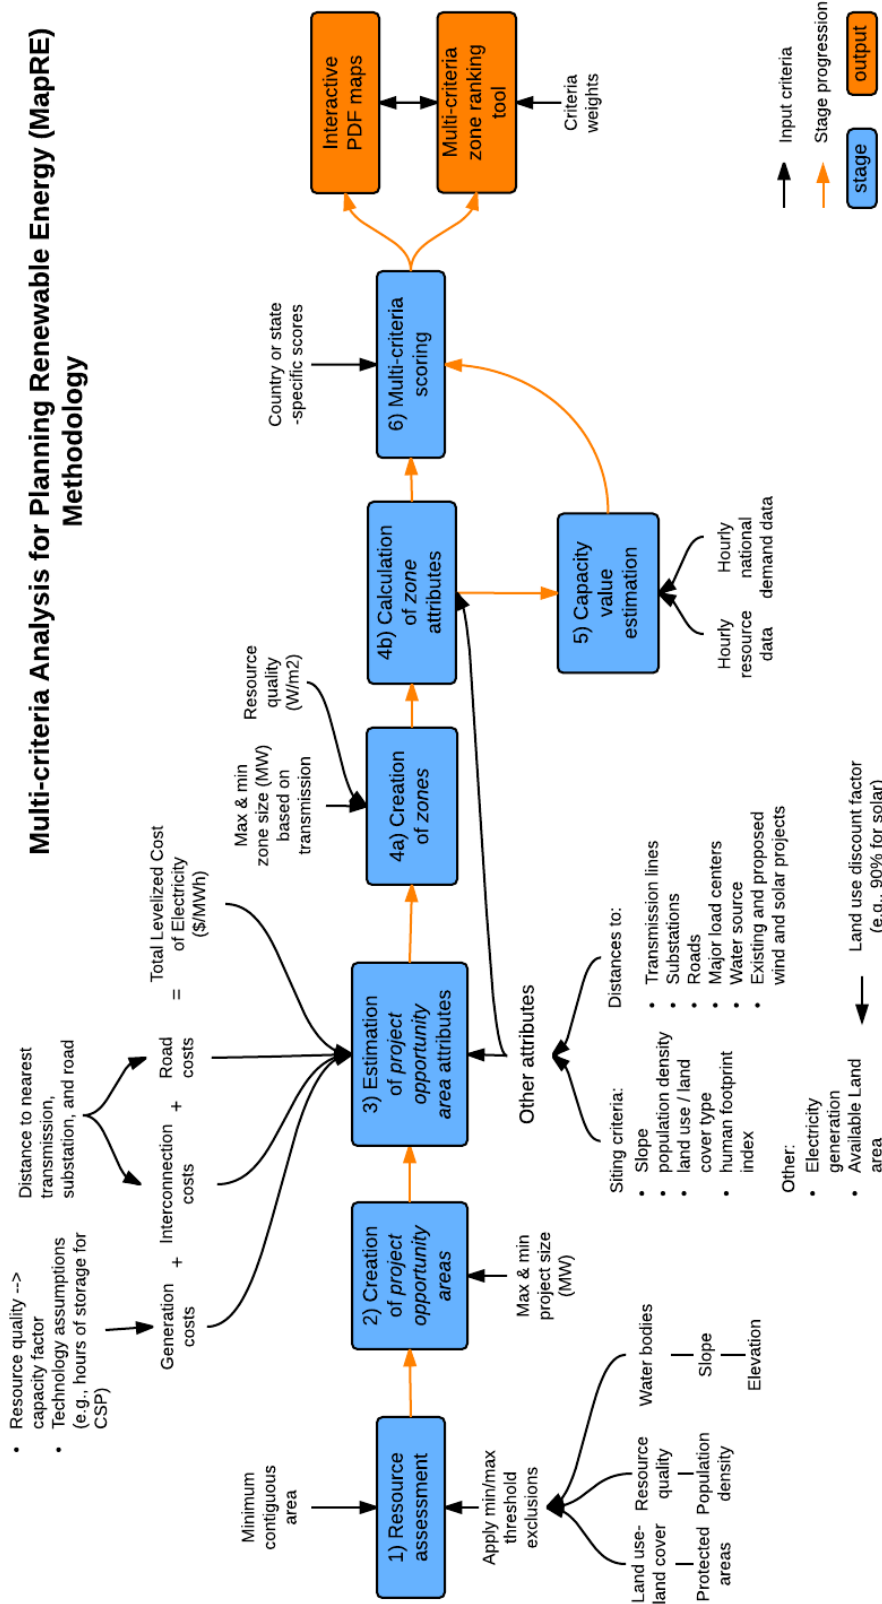 Multi-criteria Analysis for Planning Renewable Energy (MapRE)
Methodology
• Resource quality -->
capacity factor
• Technology assumptions
(e.g., hours of storage for
CSP)
Distance to nearest
transmission,
substation, and road
Generation
costs
+
Interconnection
costs
+
Road
costs
=
Total Levelized Cost
of Electricity
($/MWh)
Minimum
contiguous
area
1) Resource
assessment
Apply min/max
threshold
exclusions
Land use-
land cover
Protected
areas
Resource
quality
Population
density
Water bodies
Slope
Elevation
2) Creation
of project
opportunity
areas
Max & min
project size
(MW)
3) Estimation
of project
opportunity
area attributes
Other attributes
Siting criteria:
• Slope
• population density
• land use / land
cover type
• human footprint
index
Distances to:
• Transmission lines
• Substations
• Roads
• Major load centers
• Water source
• Existing and proposed
wind and solar projects
Other:
• Electricity
generation
• Available Land
area
Land use discount factor
(e.g., 90% for solar)
Max & min
zone size (MW)
based on
transmission
Resource
quality
(W/m2)
4a) Creation
of zones
4b) Calculation
of zone
attributes
5) Capacity
value
estimation
Hourly
resource
data
Hourly
national
demand data
Country or state
-specific scores
6) Multi-criteria
scoring
Interactive
PDF maps
Multi-criteria
zone ranking
tool
Criteria
weights
Input criteria
Stage progression
stage
output